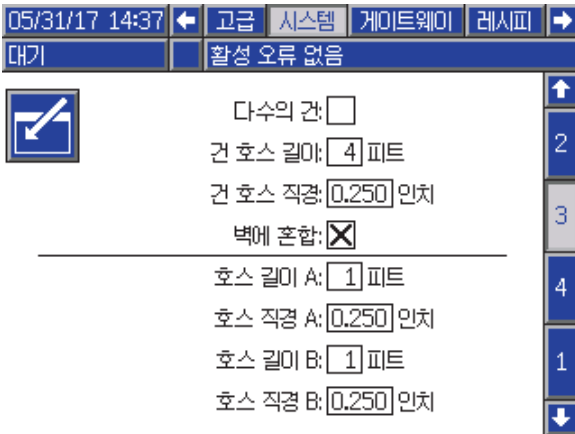 05/31/17 14:37 고급 시스템 게이트웨이 레시피
대기 활성 오류 없음
다수의 건:
건 호스 길이: 4 피트
2
건 호스 직경: 0.250 인치
3
벽에 혼합:
호스 길이 A: 1 피트
4
호스 직경 A: 0.250 인치
호스 길이 B: 1 피트
1
호스 직경 B: 0.250 인치